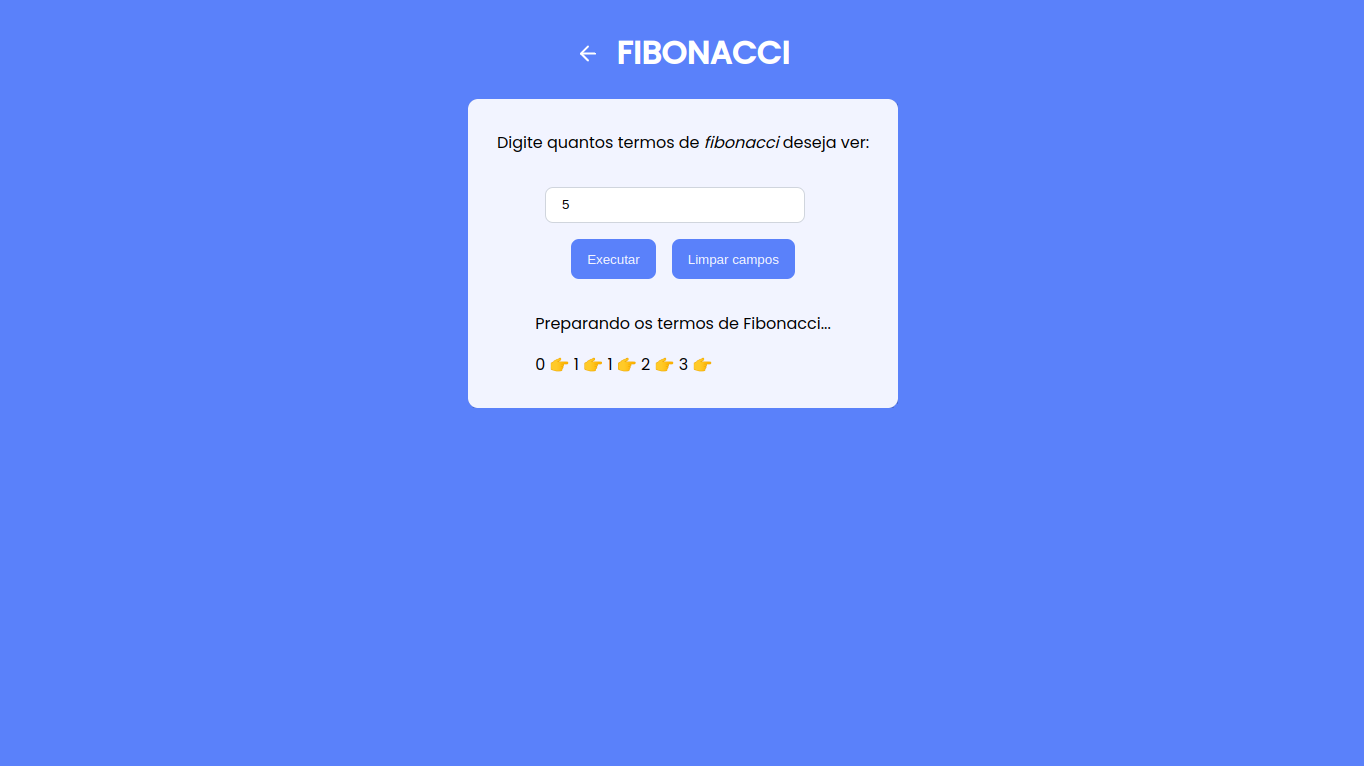 FIBONACCI
Digite quantos termos de fibonacci deseja ver:
5
Executar Limpar campos
Preparando os termos de Fibonacci...
0 👉 1 👉 1 👉 2 👉 3 👉